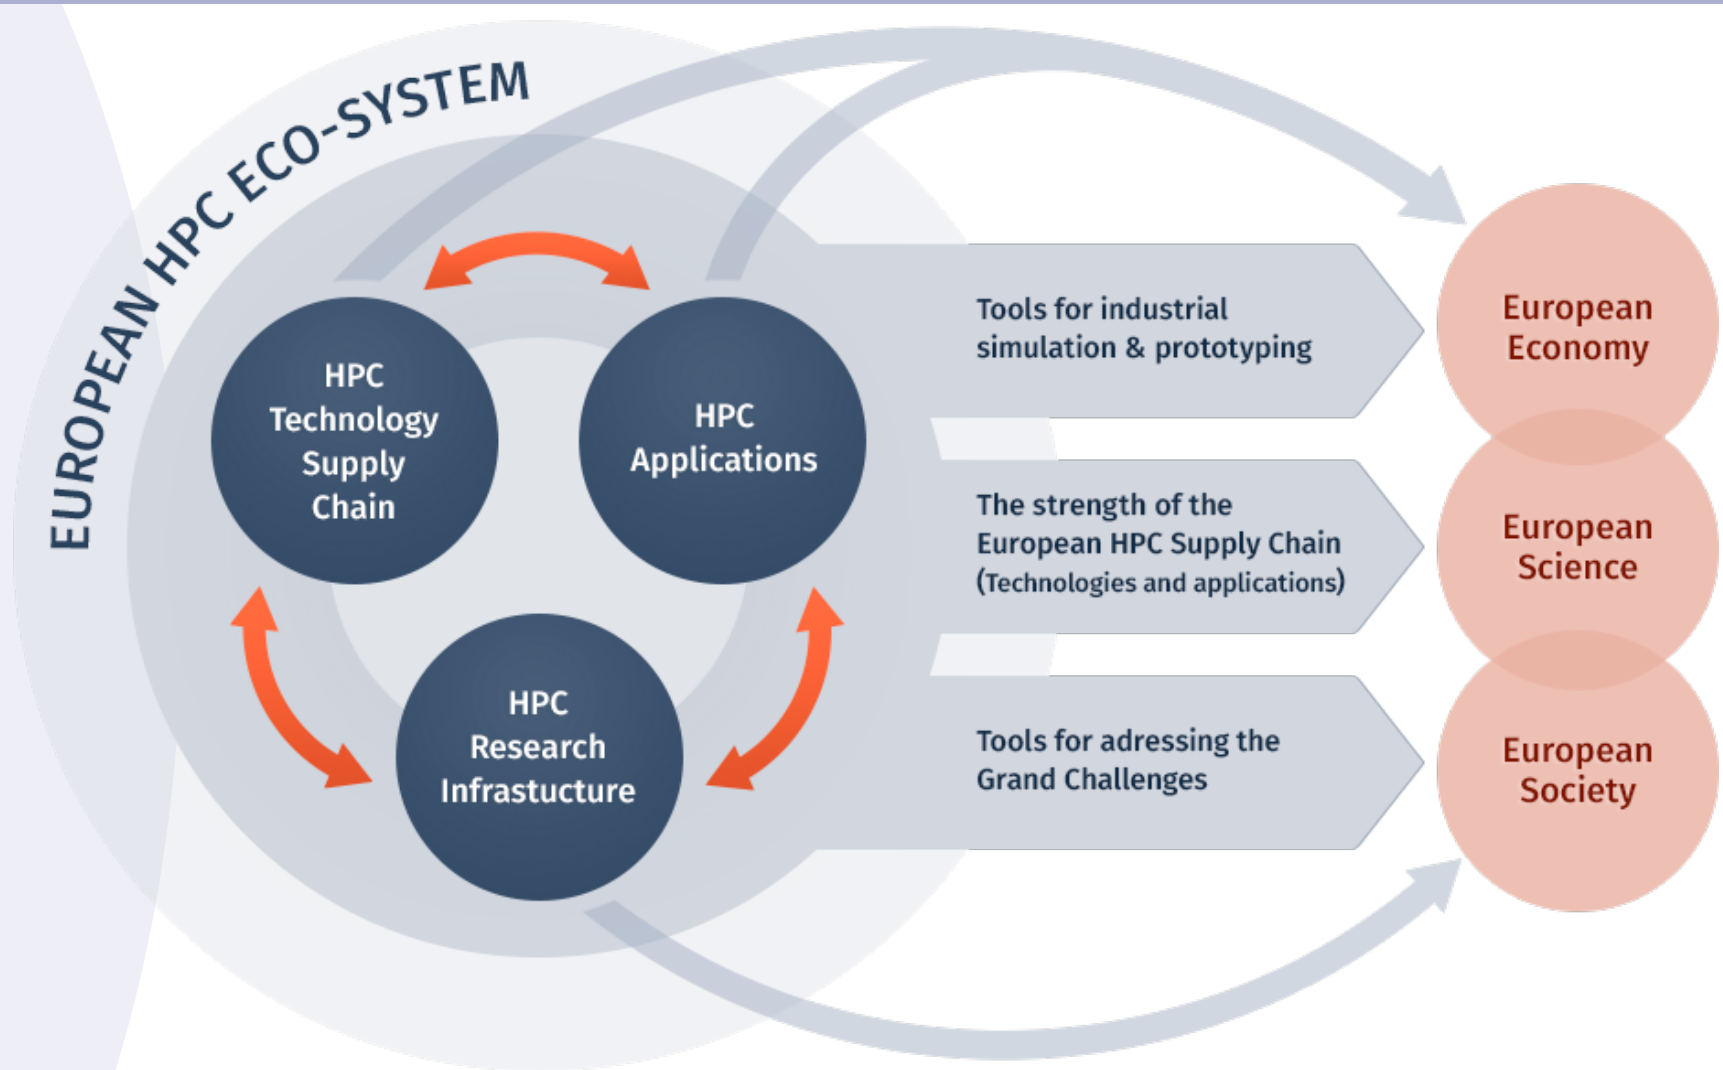 EUROPEAN HPC ECO-SYSTEM
HPC
Technology
Supply
Chain
HPC
Applications
HPC
Research
Infrastucture
Tools for industrial
simulation & prototyping
The strength of the
European HPC Supply Chain
(Technologies and applications)
Tools for adressing the
Grand Challenges
European
Economy
European
Science
European
Society